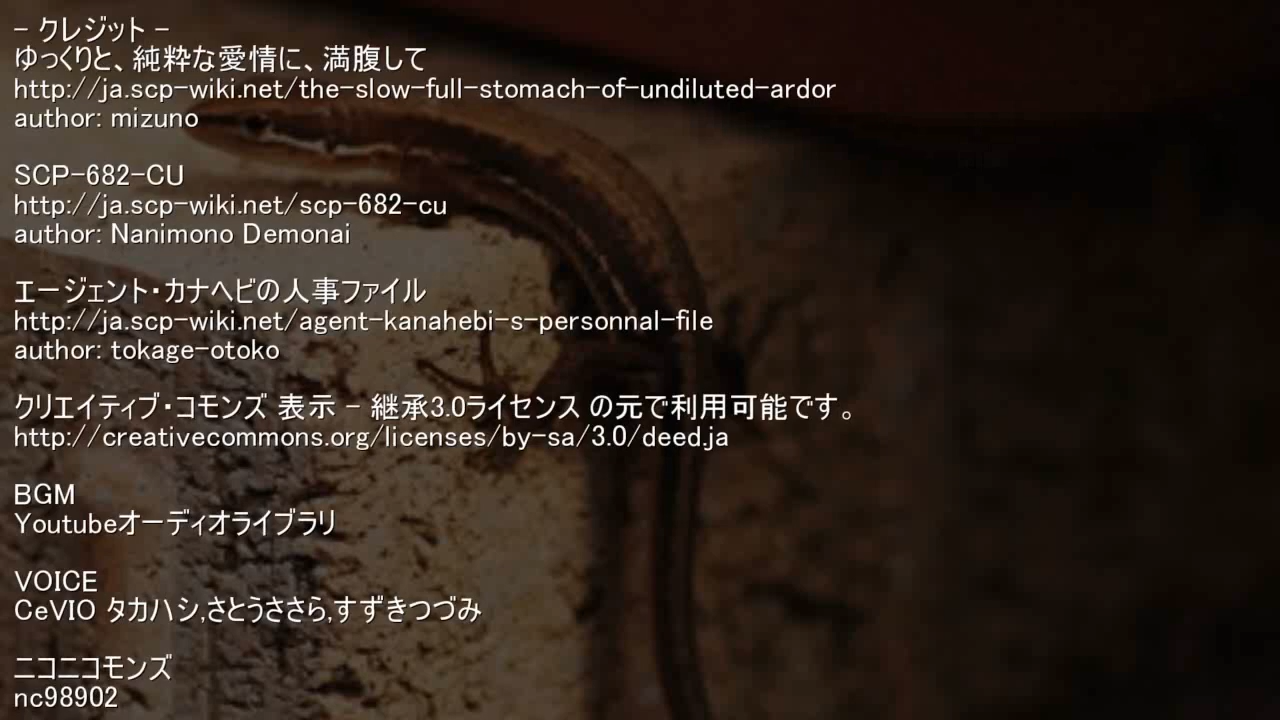 - クレジット -
ゆっくりと、純粋な愛情に、満腹して
http://ja.scp-wiki.net/the-slow-full-stomach-of-undiluted-ardor
author: mizuno
SCP-682-CU
http://ja.scp-wiki.net/scp-682-cu
author: Nanimono Demonai
エージェント・カナヘビの人事ファイル
http://ja.scp-wiki.net/agent-kanahebi-s-personnal-file
author: tokage-otoko
クリエイティブ・コモンズ 表示 - 継承3.0ライセンス の元で利用可能です。
http://creativecommons.org/licenses/by-sa/3.0/deed.ja
BGM
Youtubeオーディオライブラリ
VOICE
CeVIO タカハシ,さとうささら,すずきつづみ
ニコニコモンズ
nc98902